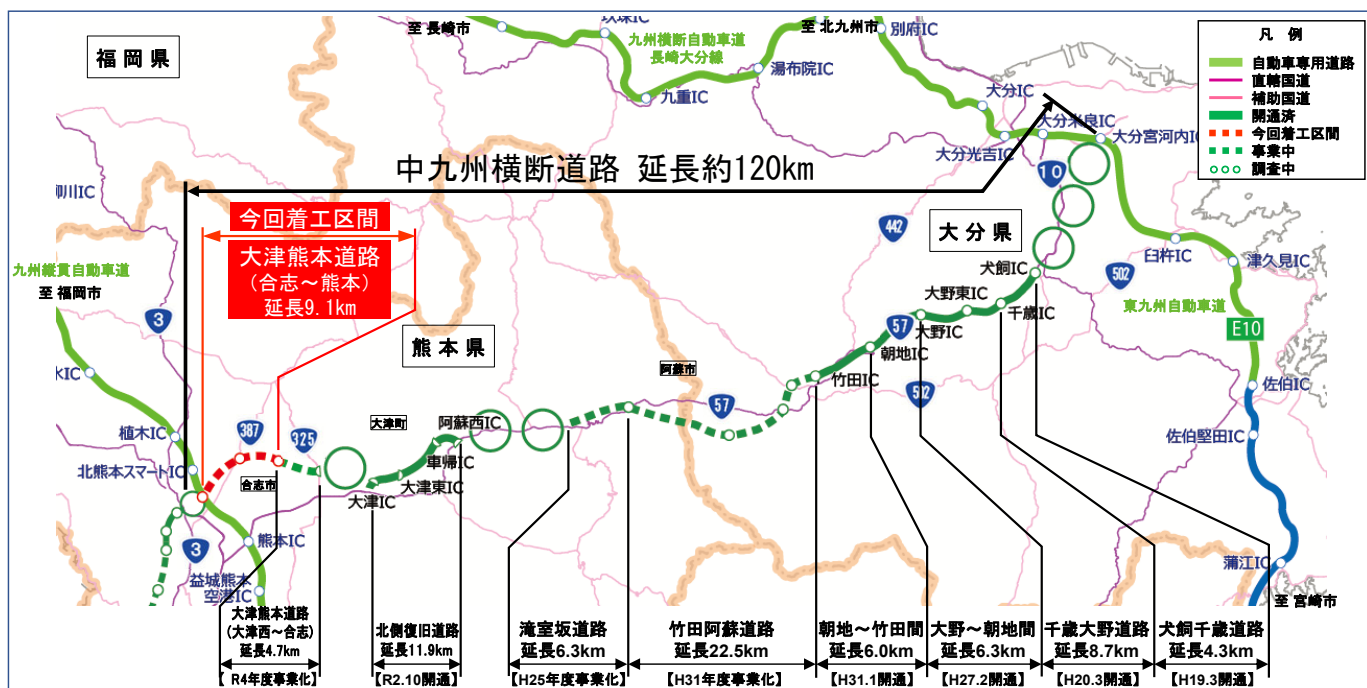 至 長崎市
玖珠IC
九州横断自動車道
長崎大分線
至 北九州市
別府IC
福岡県
湯布院IC
九重IC
凡 例
自動車専用道路
直轄国道
補助国道
開通済
今回着工区間
事業中
調査中
大分IC
大分米良IC
大分宮河内IC
大分光吉IC
中九州横断道路 延長約120km
10
柳川IC
今回着工区間
大津熊本道路
(合志~熊本)
延長9.1km
442
大分県
九州縦貫自動車道
至 福岡市
臼杵IC
津久見IC
502
犬飼IC
東九州自動車道
3
大野東IC
千歳IC
E10
熊本県
57
大野IC
朝地IC
阿蘇市
竹田IC
502
佐伯IC
57
大津町
阿蘇西IC
植木IC
387
325
佐伯堅田IC
北熊本スマートIC
車帰IC
合志市
大津東IC
大津IC
3
熊本IC
益城熊本
空港IC
蒲江IC
至 宮崎市
大津熊本道路
(大津西~合志)
延長4.7km
【 R4年度事業化】
北側復旧道路
延長11.9km
【R2.10開通】
滝室坂道路
延長6.3km
【H25年度事業化】
竹田阿蘇道路
延長22.5km
【H31年度事業化】
朝地~竹田間
延長6.0km
【H31.1開通】
大野~朝地間
延長6.3km
【H27.2開通】
千歳大野道路
延長8.7km
【H20.3開通】
犬飼千歳道路
延長4.3km
【H19.3開通】